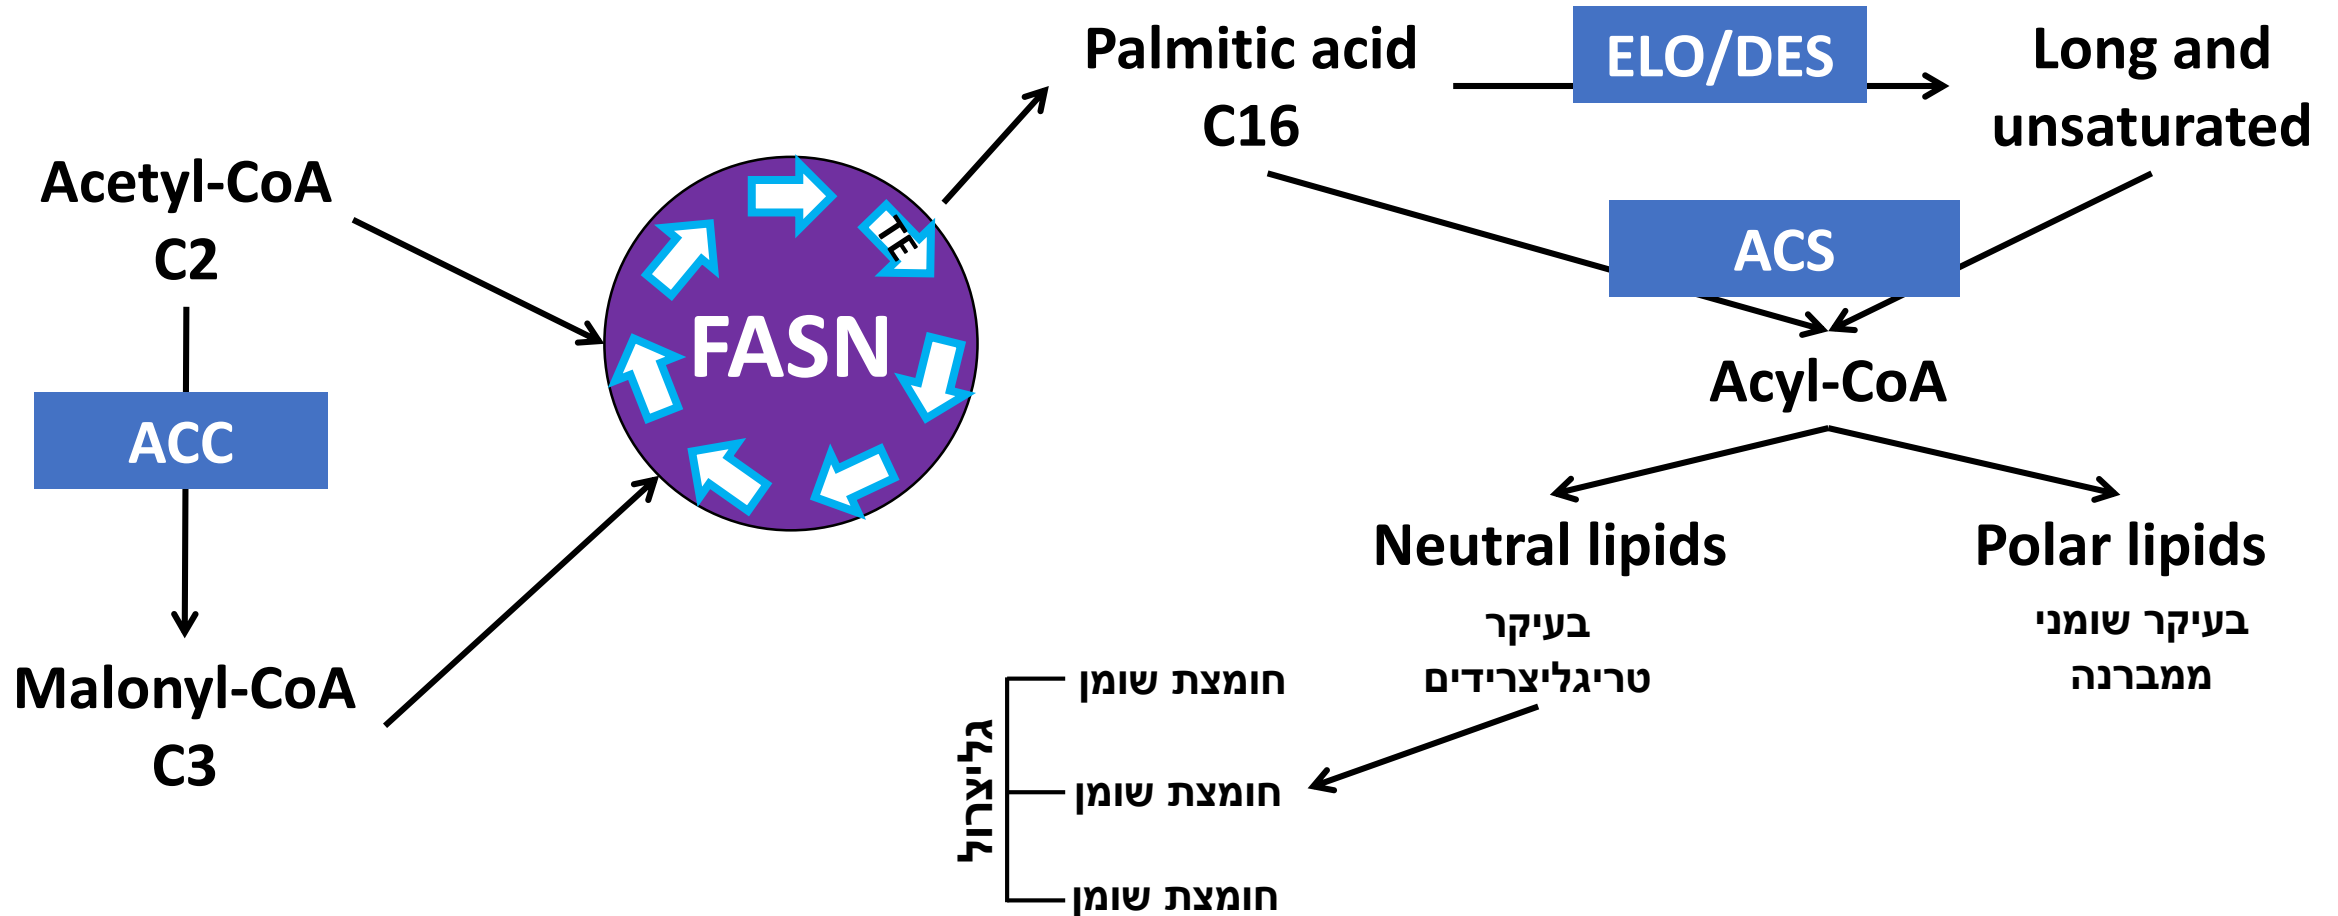 Acetyl-CoA
C2
ACC
Malonyl-CoA
C3
TE
FASN
Palmitic acid
C16
ELO/DES
Long and
unsaturated
ACS
Acyl-CoA
Neutral lipids
בעיקר
טריגליצרידים
Polar lipids
בעיקר שומני
ממברנה
גליצרול
חומצת שומן
חומצת שומן
חומצת שומן